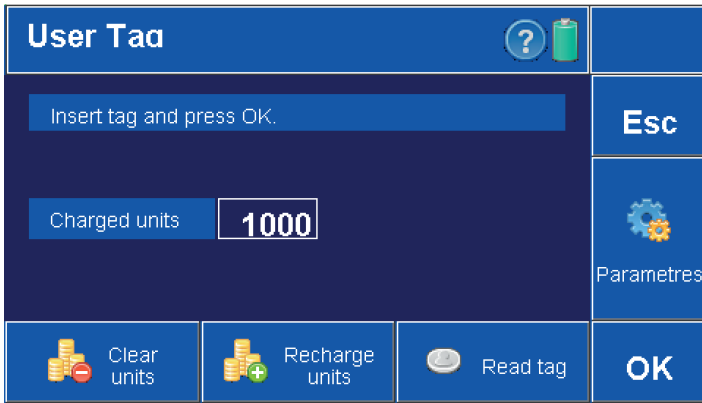 User Tag
?
Insert tag and press OK.
Esc
Charged units
1000
Parametres
Clear
units
Recharge
units
Read tag
OK